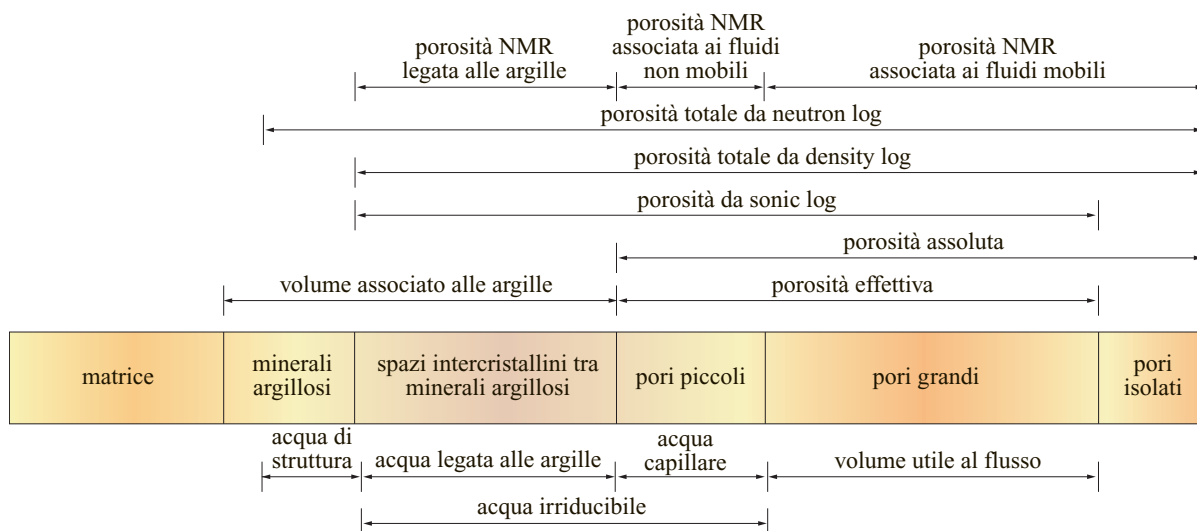 porosità NMR
legata alle argille
porosità NMR
associata ai fluidi
non mobili
porosità NMR
associata ai fluidi mobili
porosità totale da neutron log
porosità totale da density log
porosità da sonic log
porosità assoluta
volume associato alle argille
porosità effettiva
matrice
minerali
argillosi
spazi intercristallini tra
minerali argillosi
pori piccoli
pori grandi
pori
isolati
acqua di
struttura
acqua legata alle argille
acqua
capillare
volume utile al flusso
acqua irriducibile